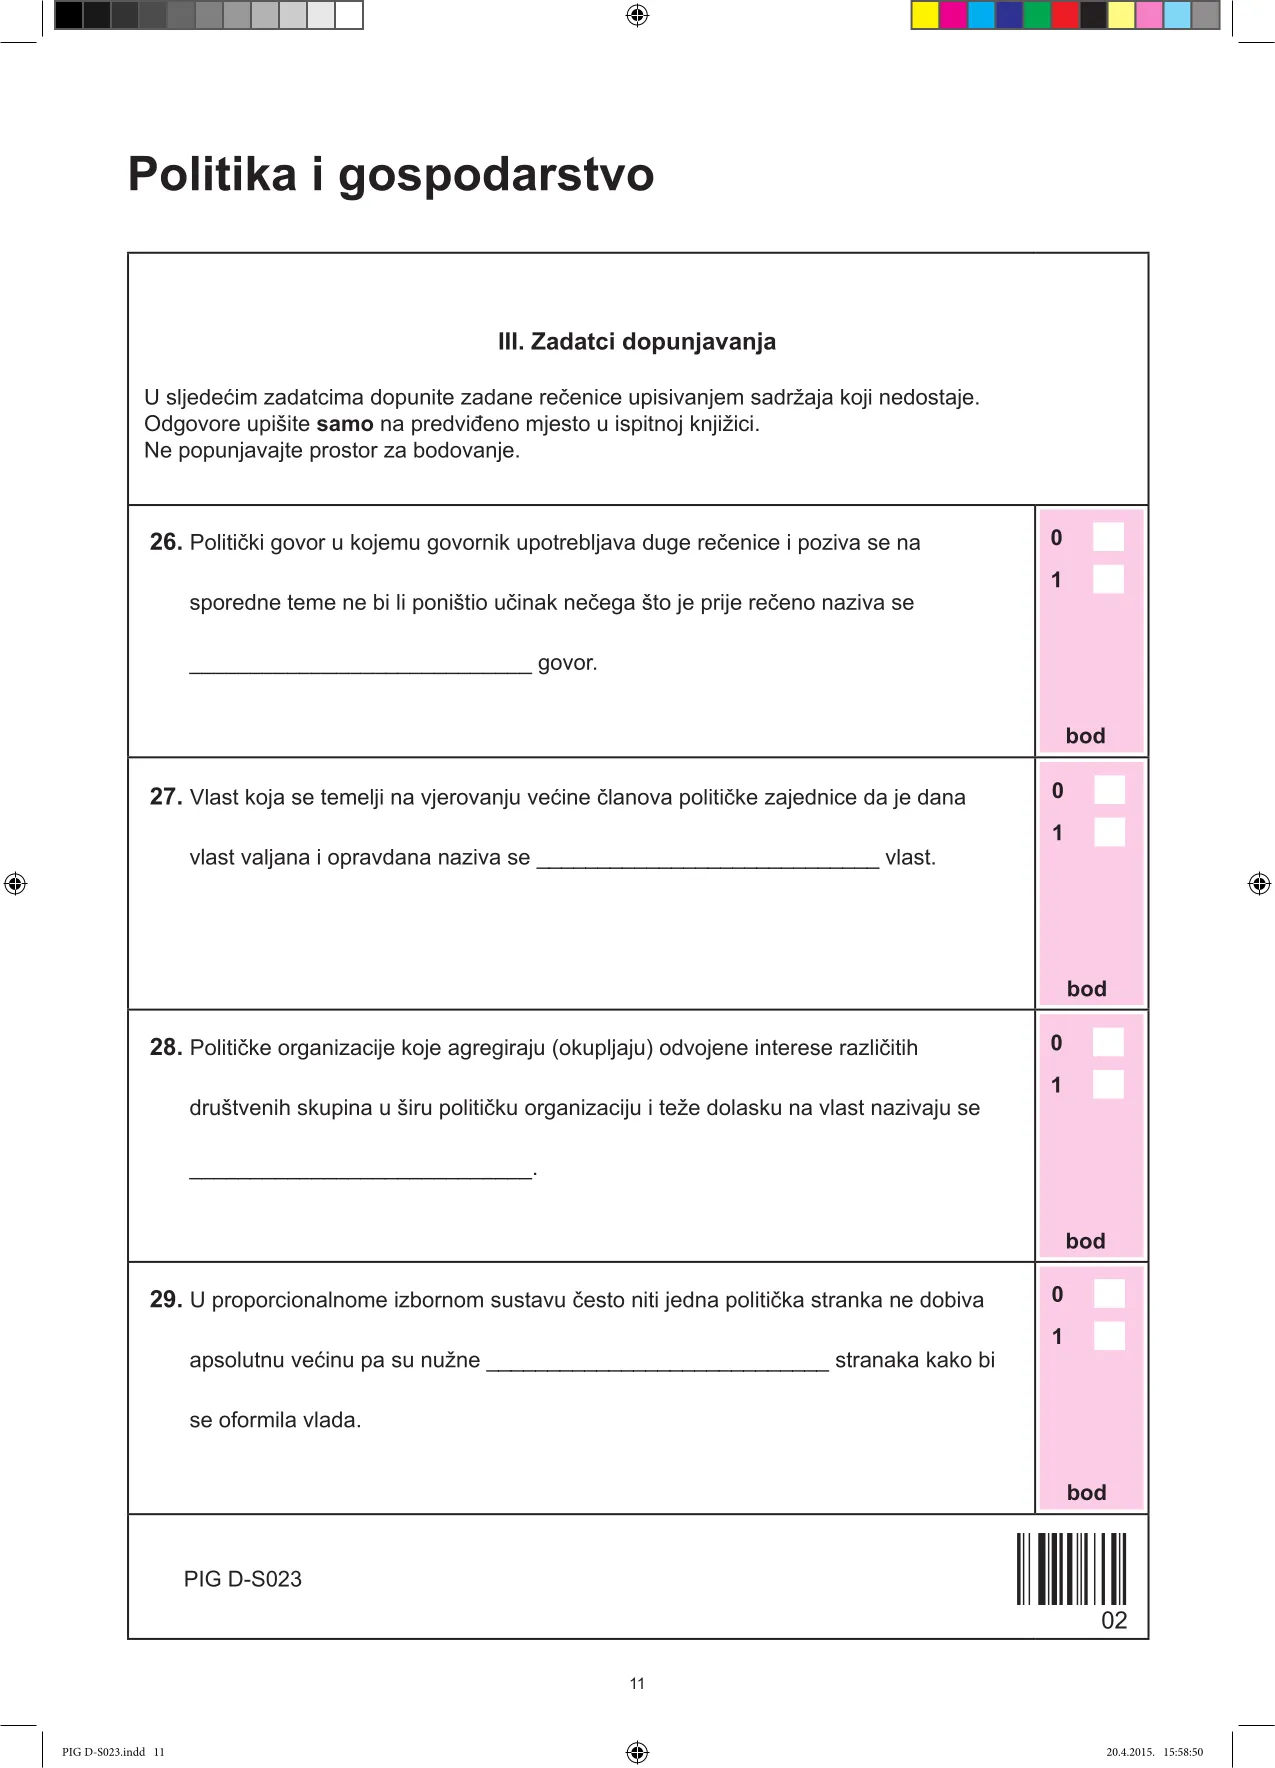 Politika i gospodarstvo
III. Zadatci dopunjavanja
U sljedećim zadatcima dopunite zadane rečenice upisivanjem sadržaja koji nedostaje.
Odgovore upišite samo na predviđeno mjesto u ispitnoj knjižici.
Ne popunjavajte prostor za bodovanje.
26. Politički govor u kojemu govornik upotrebljava duge rečenice i poziva se na
sporedne teme ne bi li poništio učinak nečega što je prije rečeno naziva se
____________________________ govor.
0
1
bod
27. Vlast koja se temelji na vjerovanju većine članova političke zajednice da je dana
vlast valjana i opravdana naziva se ____________________________ vlast.
0
1
bod
28. Političke organizacije koje agregiraju (okupljaju) odvojene interese različitih
društvenih skupina u širu političku organizaciju i teže dolasku na vlast nazivaju se
____________________________.
0
1
bod
29. U proporcionalnome izbornom sustavu često niti jedna politička stranka ne dobiva
apsolutnu većinu pa su nužne ____________________________ stranaka kako bi
se oformila vlada.
0
1
bod
PIG D-S023
02
11
PIG D-S023.indd 11
20.4.2015. 15:58:50